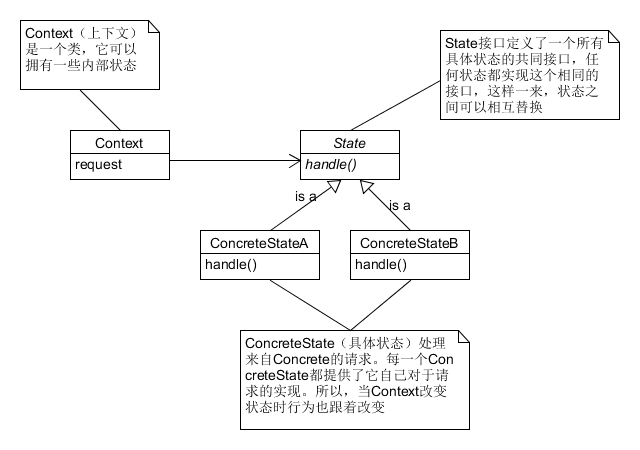 Context（上下文）
是一个类，它可以
拥有一些内部状态
State接口定义了一个所有
具体状态的共同接口，任
何状态都实现这个相同的
接口，这样一来，状态之
间可以相互替换
Context
request
State
handle()
is a
is a
ConcreteStateA
handle()
ConcreteStateB
handle()
ConcreteState（具体状态）处理
来自Concrete的请求。每一个Con
creteState都提供了它自己对于请
求的实现。所以，当Context改变
状态时行为也跟着改变